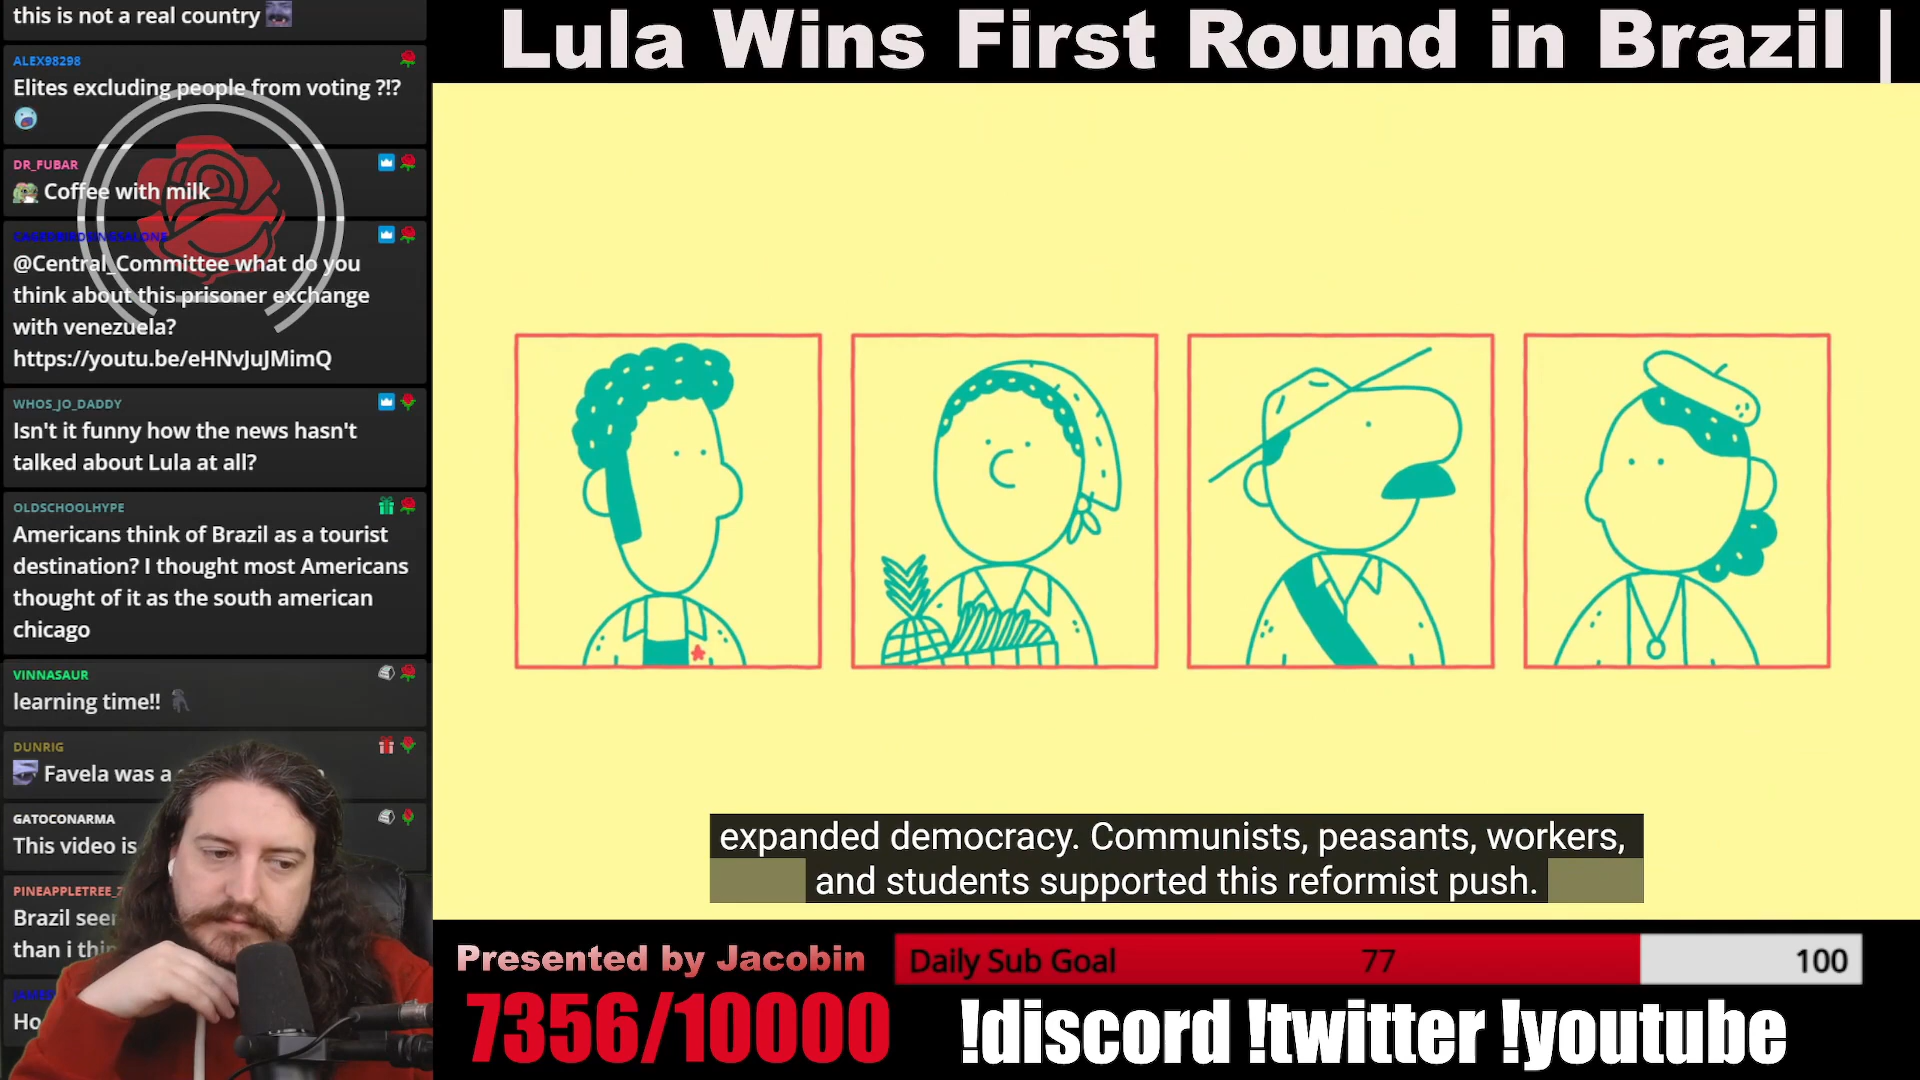 this is not a real country
ALEX98298
Elites excluding people from voting ?!?
DR_FUBAR
Coffee with milk
@Central_Committee what do you
think about this prisoner exchange
with venezuela?
https://youtu.be/eHNvJuJMimQ
WHOS_JO_DADDY
Isn't it funny how the news hasn't
talked about Lula at all?
OLDSCHOOLHYPE
Americans think of Brazil as a tourist
destination? I thought most Americans
thought of it as the south american
chicago
VINNASAUR
learning time!!
DUNRIG
Favela was a
GATOCONARMA
This video is
Brazil
than i
Lula Wins First Round in Brazil |
expanded democracy. Communists, peasants, workers,
and students supported this reformist push.
Presented by Jacobin
Daily Sub Goal 77 100
7356/10000
!discord !twitter !youtube